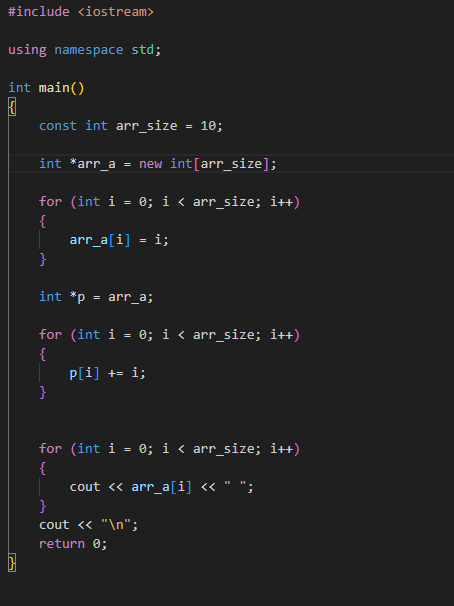 #include <iostream>
using namespace std;
int main()
{
const int arr_size = 10;
int *arr_a = new int[arr_size];
for (int i = 0; i < arr_size; i++)
{
arr_a[i] = i;
}
int *p = arr_a;
for (int i = 0; i < arr_size; i++)
{
p[i] += i;
}
for (int i = 0; i < arr_size; i++)
{
cout << arr_a[i] << " ";
}
cout << "\n";
return 0;
}